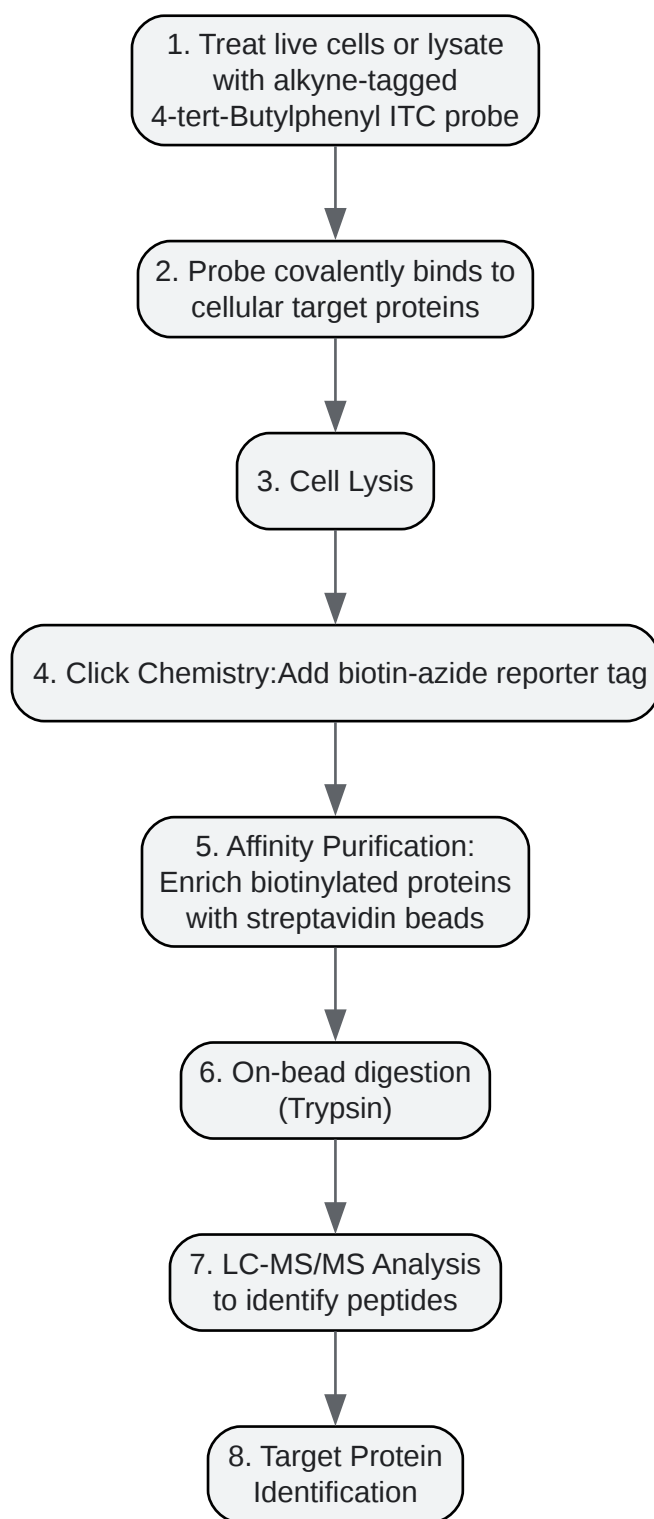 1. Treat live cells or lysate
with alkyne-tagged
4-tert-Butylphenyl ITC probe
2. Probe covalently binds to
cellular target proteins
3. Cell Lysis
4. Click Chemistry:Add biotin-azide reporter tag
5. Affinity Purification:
Enrich biotinylated proteins
with streptavidin beads
6. On-bead digestion
(Trypsin)
7. LC-MS/MS Analysis
to identify peptides
8. Target Protein
Identification